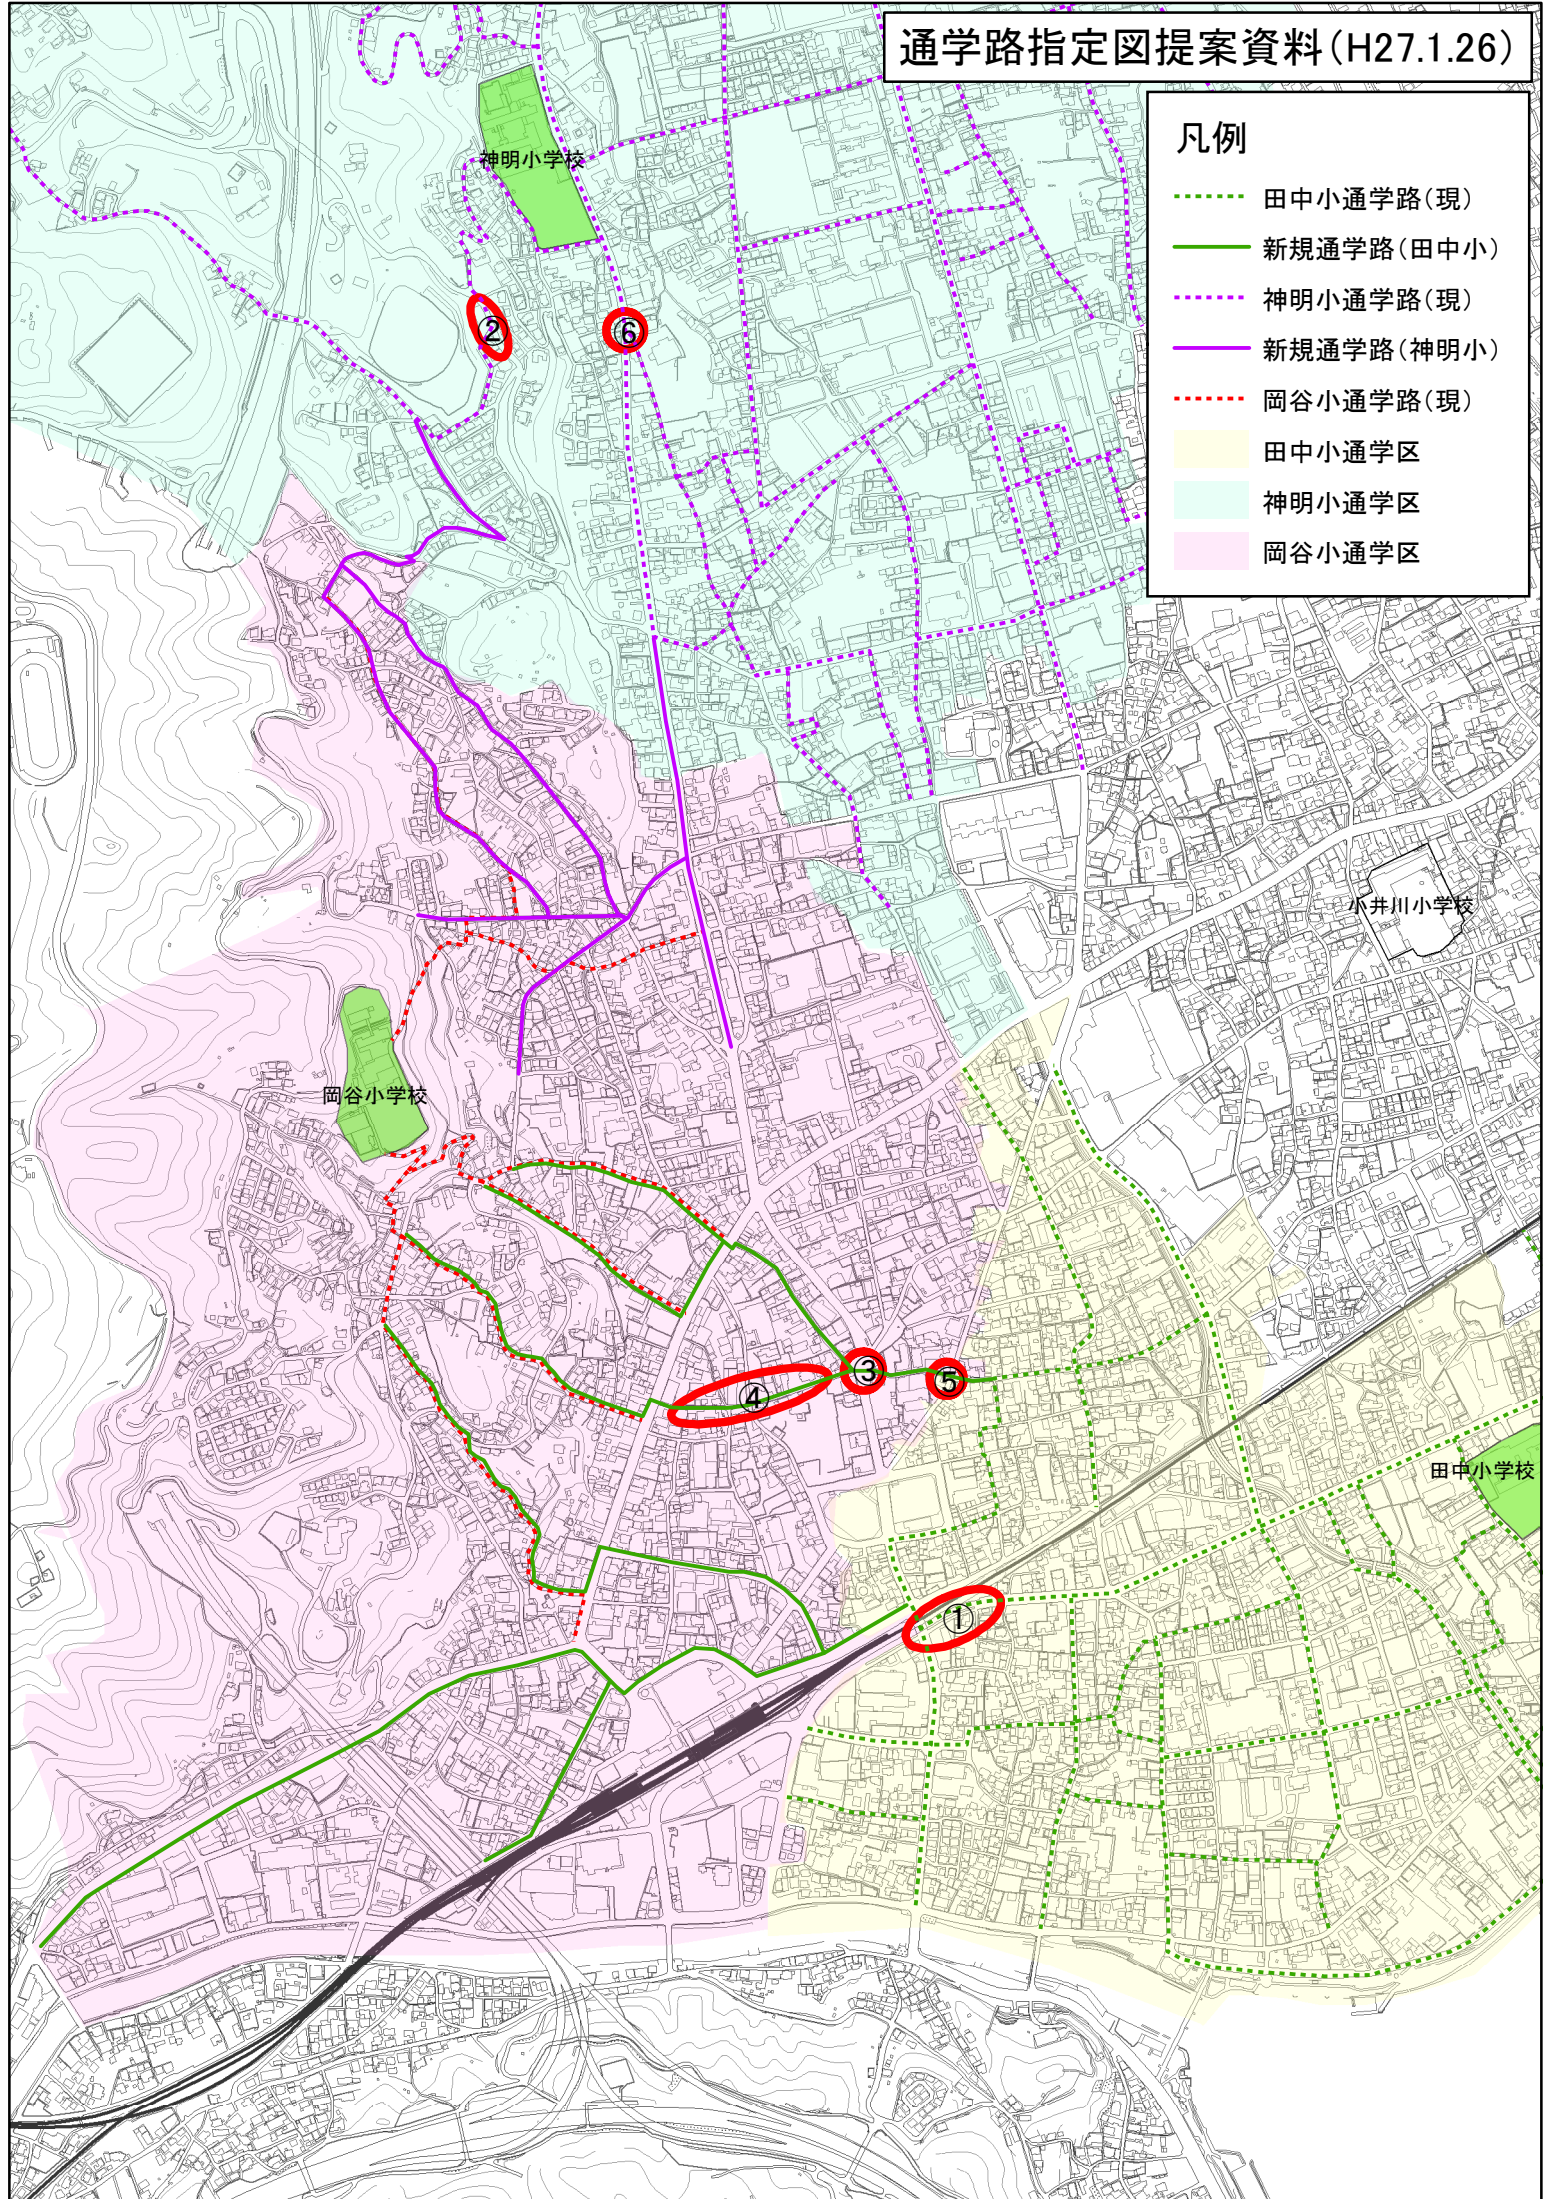 通学路指定図提案資料(H27.1.26)
凡例
田中小通学路(現)
新規通学路(田中小)
神明小通学路(現)
新規通学路(神明小)
岡谷小通学路(現)
田中小通学区
神明小通学区
岡谷小通学区
神明小学校
②
⑥
小井川小学校
岡谷小学校
③
⑤
④
田中小学校
①